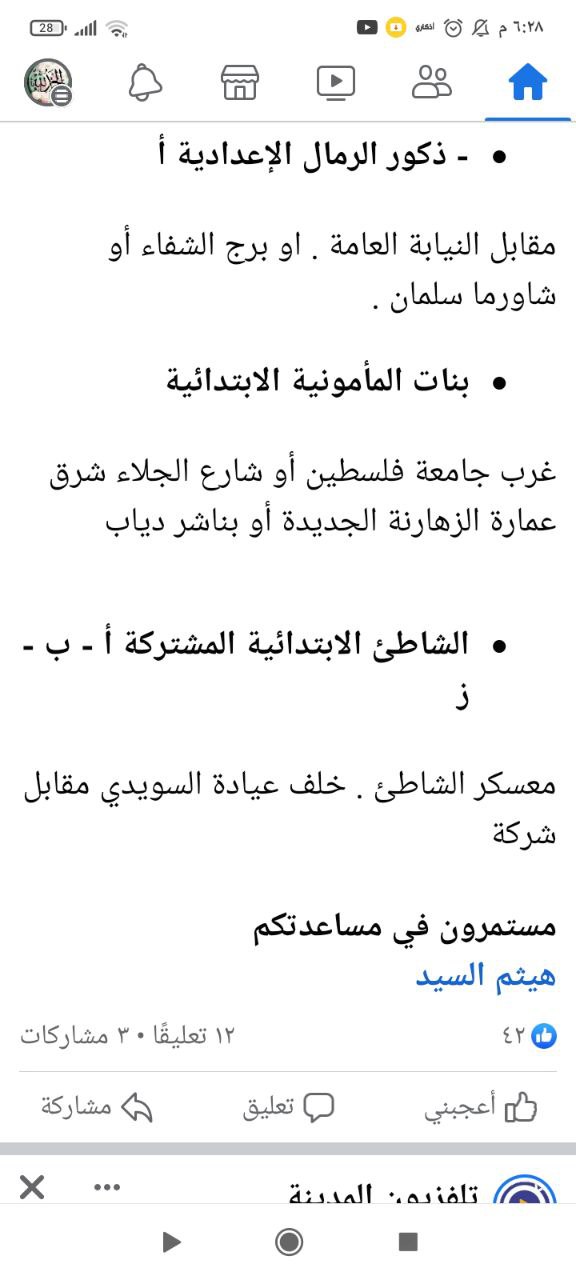 28
اذكاري
٦:٢٨ م
- ذكور الرمال الإعدادية أ
مقابل النيابة العامة . او برج الشفاء أو
شاورما سلمان .
بنات المأمونية الابتدائية
غرب جامعة فلسطين أو شارع الجلاء شرق
عمارة الزهارنة الجديدة أو بناشر دياب
الشاطئ الابتدائية المشتركة أ - ب -
ز
معسكر الشاطئ . خلف عيادة السويدي مقابل
شركة
مستمرون في مساعدتكم
هيثم السيد
٤٢
١٢ تعليقًا • ٣ مشاركات
أعجبني
تعليق
مشاركة
تلفزيون المدينة